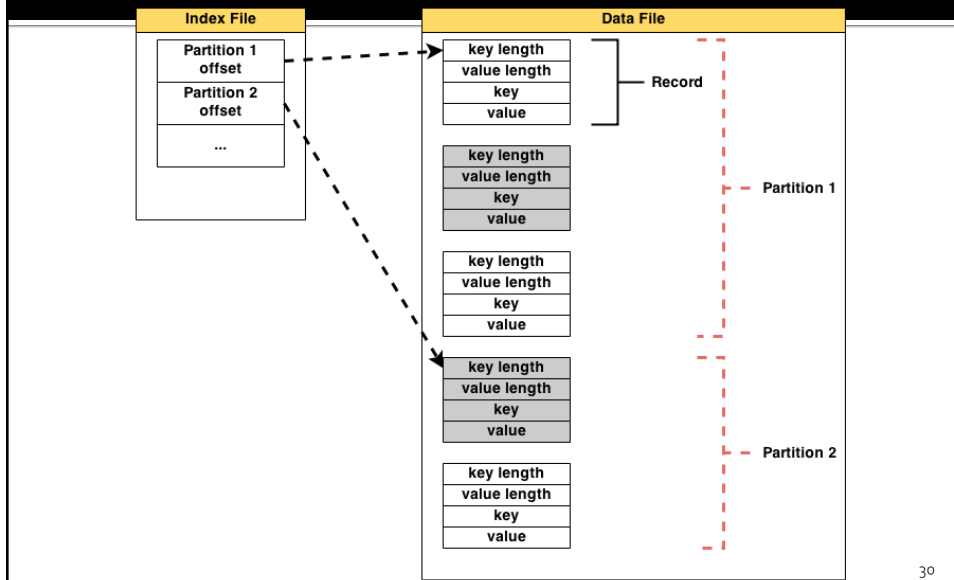 Index File
Partition 1
offset
Partition 2
offset
...
Data File
key length
value length
key
value
Record
key length
value length
key
value
Partition 1
key length
value length
key
value
key length
value length
key
value
Partition 2
key length
value length
key
value
30